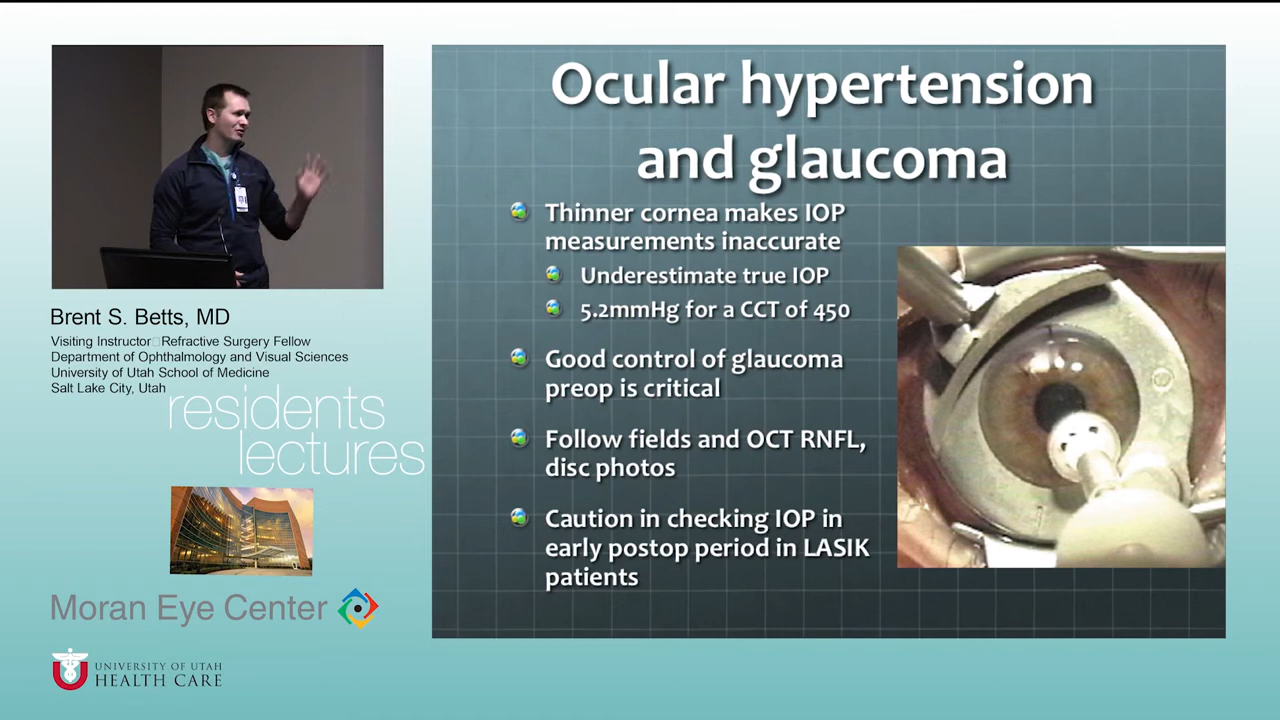 Brent S. Betts, MD
Visiting Instructor Refractive Surgery Fellow
Department of Ophthalmology and Visual Sciences
University of Utah School of Medicine
Salt Lake City, Utah
residents
lectures
Moran Eye Center
UNIVERSITY OF UTAH
HEALTH CARE
Ocular hypertension
and glaucoma
Thinner cornea makes IOP
measurements inaccurate
Underestimate true IOP
5.2mmHg for a CCT of 450
Good control of glaucoma
preop is critical
Follow fields and OCT RNFL,
disc photos
Caution in checking IOP in
early postop period in LASIK
patients